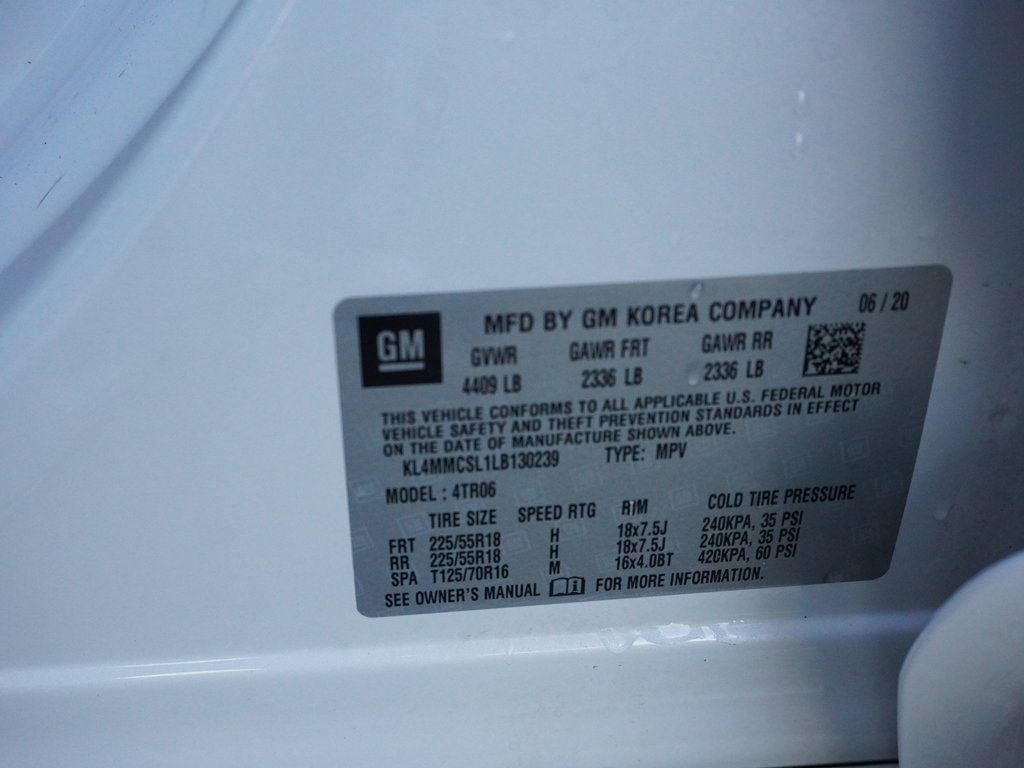 GM
MFD BY GM KOREA COMPANY 06 / 20
GVWR GAWR FRT GAWR RR
4409 LB 2336 LB 2336 LB
THIS VEHICLE CONFORMS TO ALL APPLICABLE U.S. FEDERAL MOTOR
VEHICLE SAFETY AND THEFT PREVENTION STANDARDS IN EFFECT
ON THE DATE OF MANUFACTURE SHOWN ABOVE.
KL4MMCSL1LB130239 TYPE: MPV
MODEL : 4TR06
TIRE SIZE SPEED RTG RIM COLD TIRE PRESSURE
FRT 225/55R18 H 18x7.5J 240KPA, 35 PSI
RR 225/55R18 H 18x7.5J 240KPA, 35 PSI
SPA T125/70R16 M 16x4.0BT 420KPA, 60 PSI
SEE OWNER'S MANUAL i FOR MORE INFORMATION.